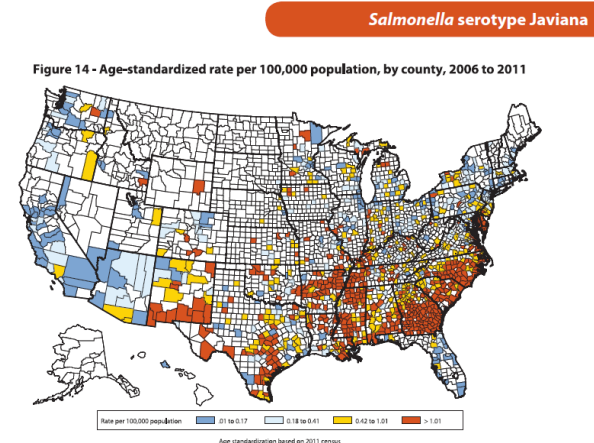 Salmonella serotype Javiana
Figure 14 - Age-standardized rate per 100,000 population, by county, 2006 to 2011
Rate per 100,000 population .01 to 0.17 0.18 to 0.41 0.42 to 1.01 > 1.01
Age standardization based on 2011 census